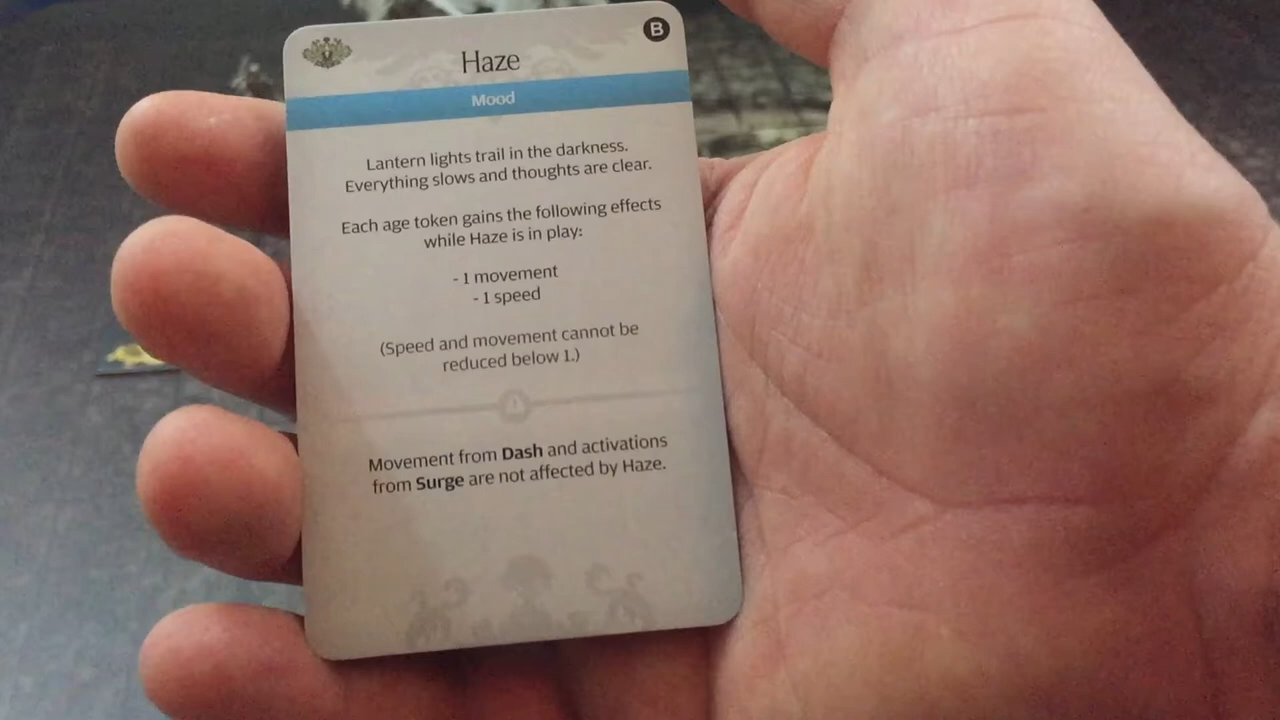 B
Haze
Mood
Lantern lights trail in the darkness.
Everything slows and thoughts are clear.
Each age token gains the following effects
while Haze is in play:
- 1 movement
- 1 speed
(Speed and movement cannot be
reduced below 1.)
Movement from Dash and activations
from Surge are not affected by Haze.